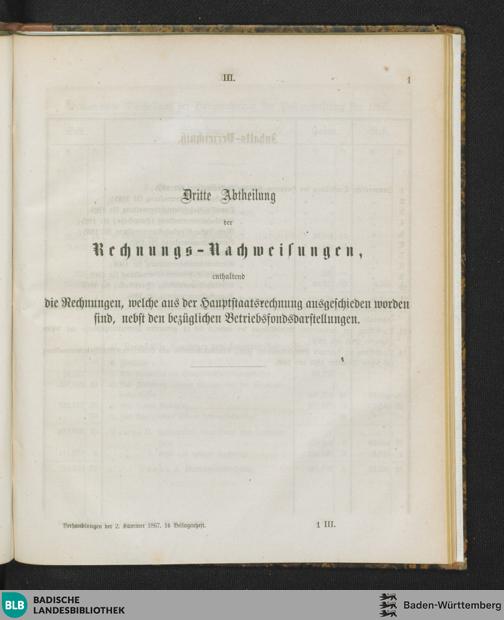 III.
1
Dritte Abtheilung
der
Rechnungs-Nachweisungen,
enthaltend
die Rechnungen, welche aus der Hauptstaatsrechnung ausgeschieden worden
sind, nebst den bezüglichen Betriebsfondsdarstellungen.
Verhandlungen der 2. Kammer 1867. 14 Beilagenheft.
1 III.
BLB
BADISCHE
LANDESBIBLIOTHEK
Baden-Württemberg